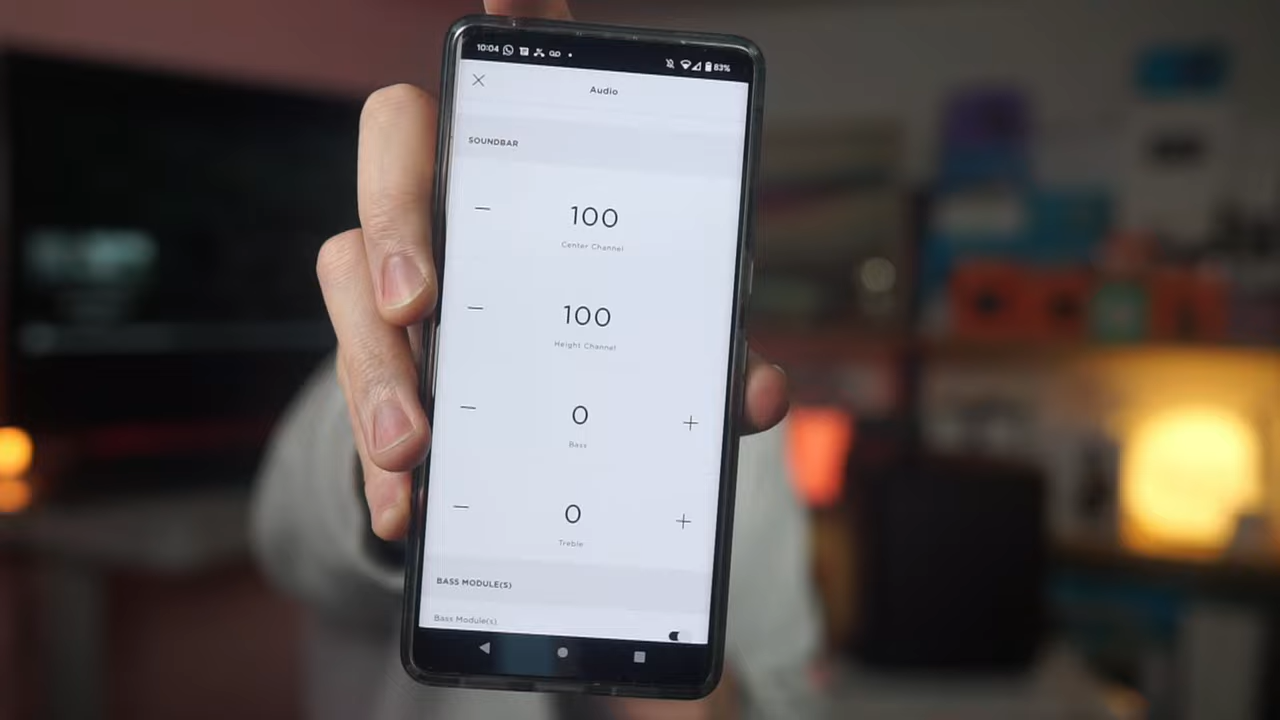 10:04 83%
Audio
SOUNDBAR
— 100
Center Channel
— 100
Height Channel
— 0 +
Bass
— 0 +
Treble
BASS MODULE(S)
Bass Module(s)